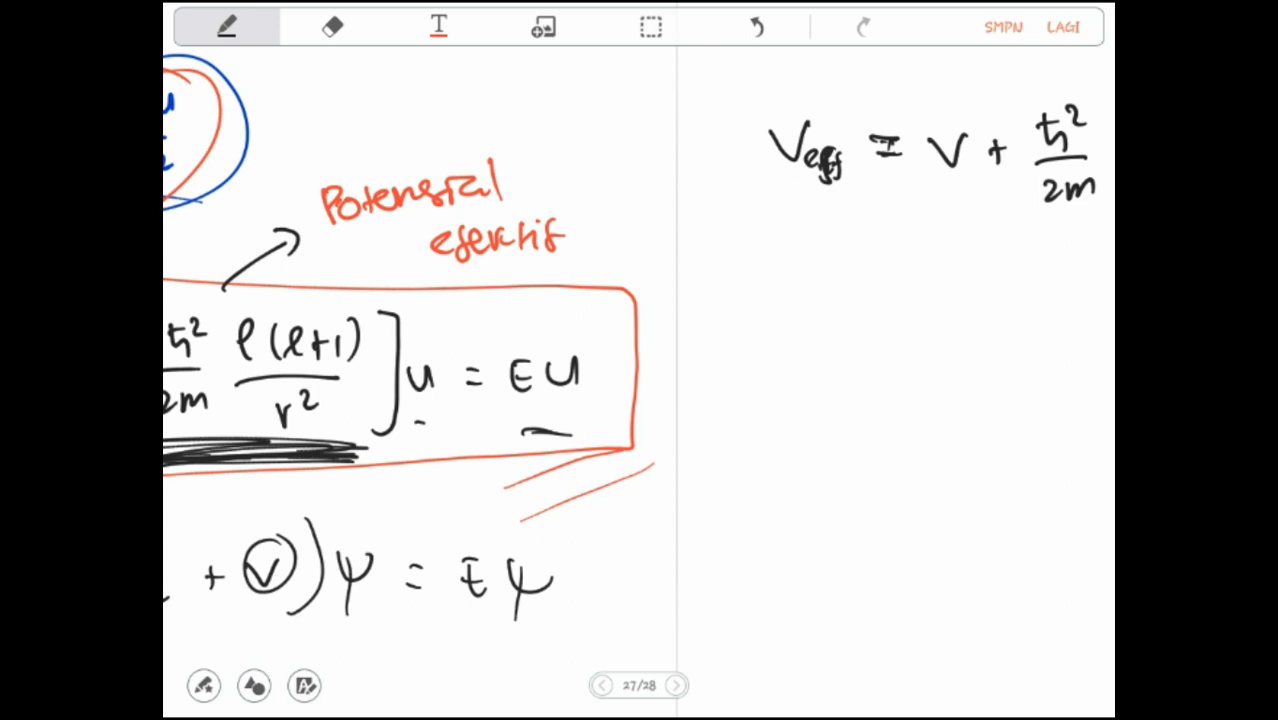 T SMPN LAGI
V_eff = V + ħ²/2m
Potensial
efektif
ħ²/2m ℓ(ℓ+1)/r² ] u = E u
+ V ) ψ = E ψ
27/28